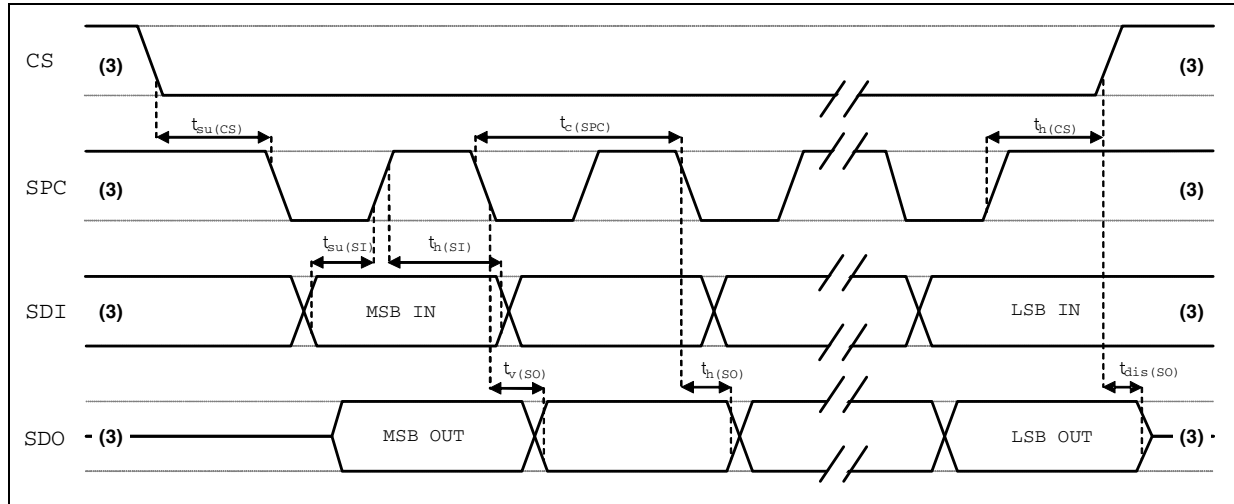 CS (3) (3)
t_su(CS) t_c(SPC) t_h(CS)
SPC (3) (3)
t_su(SI) t_h(SI)
SDI (3) MSB IN LSB IN (3)
t_v(SO) t_h(SO) t_dis(SO)
SDO (3) MSB OUT LSB OUT (3)